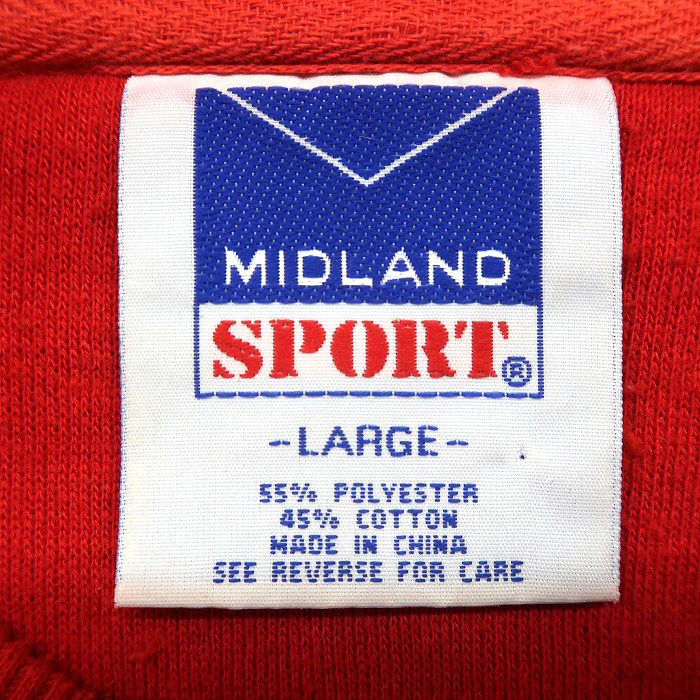 MIDLAND
SPORT®
-LARGE-
55% POLYESTER
45% COTTON
MADE IN CHINA
SEE REVERSE FOR CARE